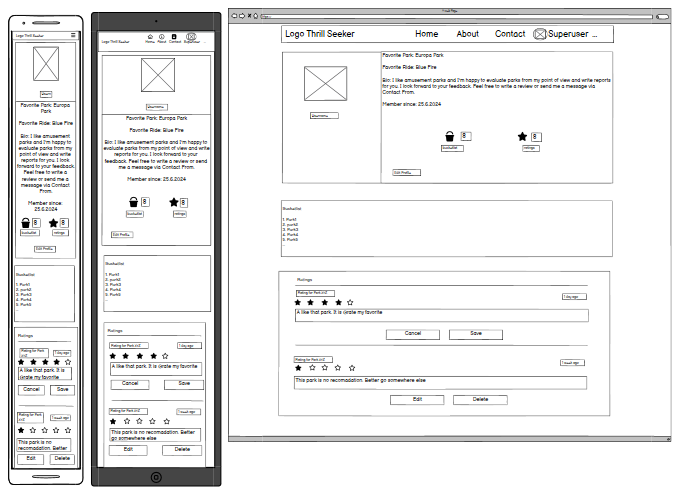 Logo Thrill Seeker
Favorite Park: Europa
Park
Favorite Ride: Blue Fire
Bio: I like amusement
parks and I'm happy to
evaluate parks from my
point of view and write
reports for you. I look
forward to your feedback.
Feel free to write a
review or send me a
message via Contact
From.
Member since:
25.6.2024
8
8
bucketlist
ratings
Edit Profile
Bucketlist
1. Park1
2. park2
3. Park3
4. Park4
5. Park5
...
Ratings
Rating for Park
xYZ
1 day ago
A like that park. It is
Grate my favorite
Cancel
Save
Rating for Park
xYZ
1 week ago
This park is no
recomadation. Better
Edit
Delete
Logo Thrill Seeker
Home
About
Contact
Superuser
...
Favorite Park: Europa Park
Favorite Ride: Blue Fire
Bio: I like amusement parks and I'm happy to
evaluate parks from my point of view and write
reports for you. I look forward to your
feedback. Feel free to write a review or send
me a message via Contact From.
Member since: 25.6.2024
8
8
bucketlist
ratings
Edit Profile
Bucketlist
1. Park1
2. park2
3. Park3
4. Park4
5. Park5
...
Ratings
Rating for Park xYZ
1 day ago
A like that park. It is Grate my favorite
Cancel
Save
Rating for Park xYZ
1 week ago
This park is no recomadation. Better
go somewhere else
Edit
Delete
Logo Thrill Seeker
Home
About
Contact
Superuser ...
Favorite Park: Europa Park
Favorite Ride: Blue Fire
Bio: I like amusement parks and I'm happy to evaluate parks from my point of view and write reports
for you. I look forward to your feedback. Feel free to write a review or send me a message via
Contact From.
Member since: 25.6.2024
8
8
bucketlist
ratings
Edit Profile
Bucketlist
1. Park1
2. park2
3. Park3
4. Park4
5. Park5
...
Ratings
Rating for Park xYZ
1 day ago
A like that park. It is Grate my favorite
Cancel
Save
Rating for Park xYZ
1 week ago
This park is no recomadation. Better go somewhere else
Edit
Delete